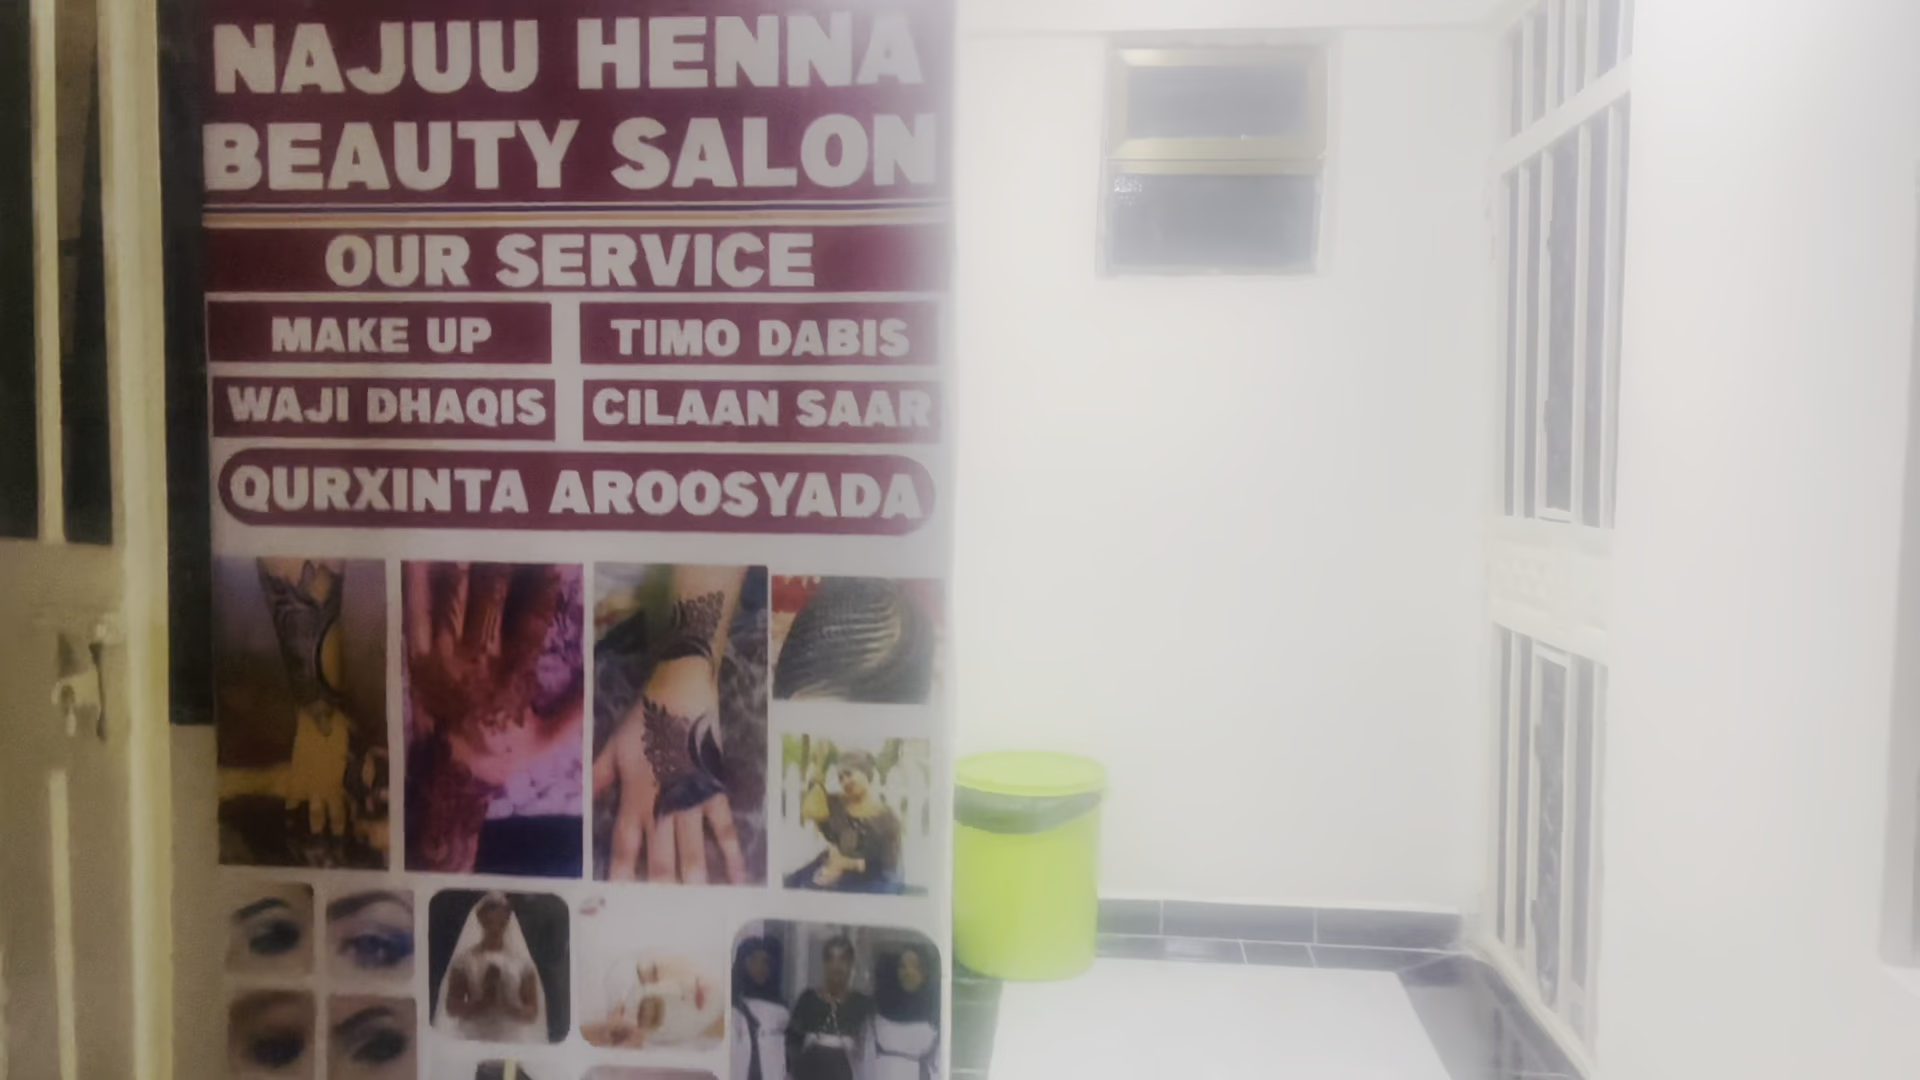 NAJUU HENNA
BEAUTY SALON
OUR SERVICE
MAKE UP
TIMO DABIS
WAJI DHAQIS
CILAAN SAAR
QURXINTA AROOSYADA